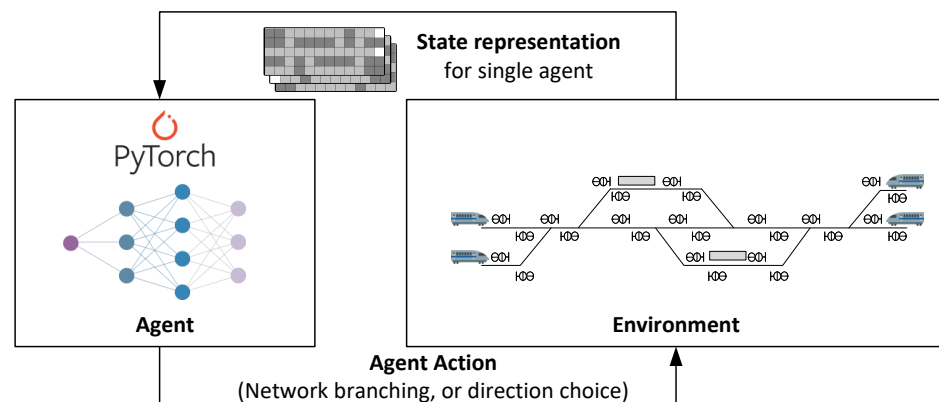 State representation
for single agent
PyTorch
Agent
Environment
Agent Action
(Network branching, or direction choice)